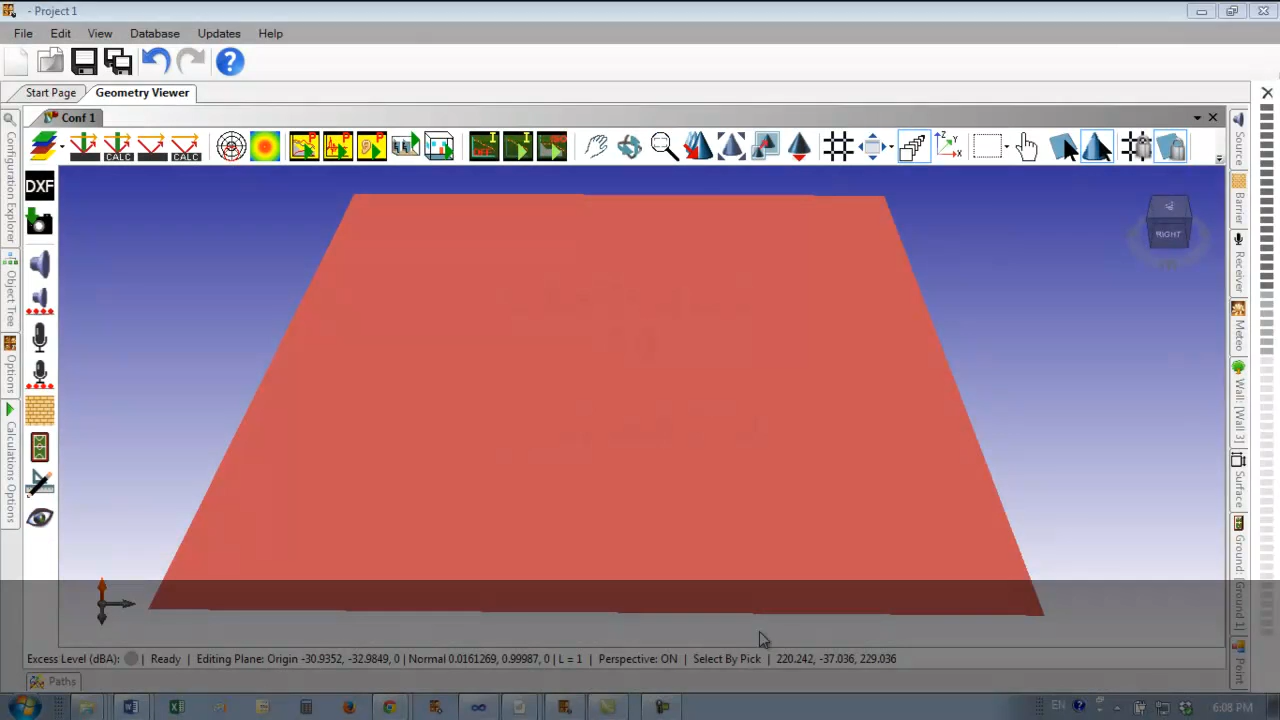 - Project 1
File Edit View Database Updates Help
Start Page
Geometry Viewer
Conf 1
CALC
CALC
P
P
P
I
OFF
I
DXF
RIGHT
Z
Y
X
Configuration Explorer
Object Tree
Options
Calculations Options
Source
Barrier
Receiver
Meteo
Wall: [Wall 3]
Surface
Ground: [Ground 1]
Point
Excess Level (dBA): | Ready | Editing Plane: Origin -30.9352, -32.9849, 0 | Normal 0.0161269, 0.99987, 0 | L = 1 | Perspective: ON | Select By Pick | 220.242, -37.036, 229.036
Paths
EN
6:08 PM